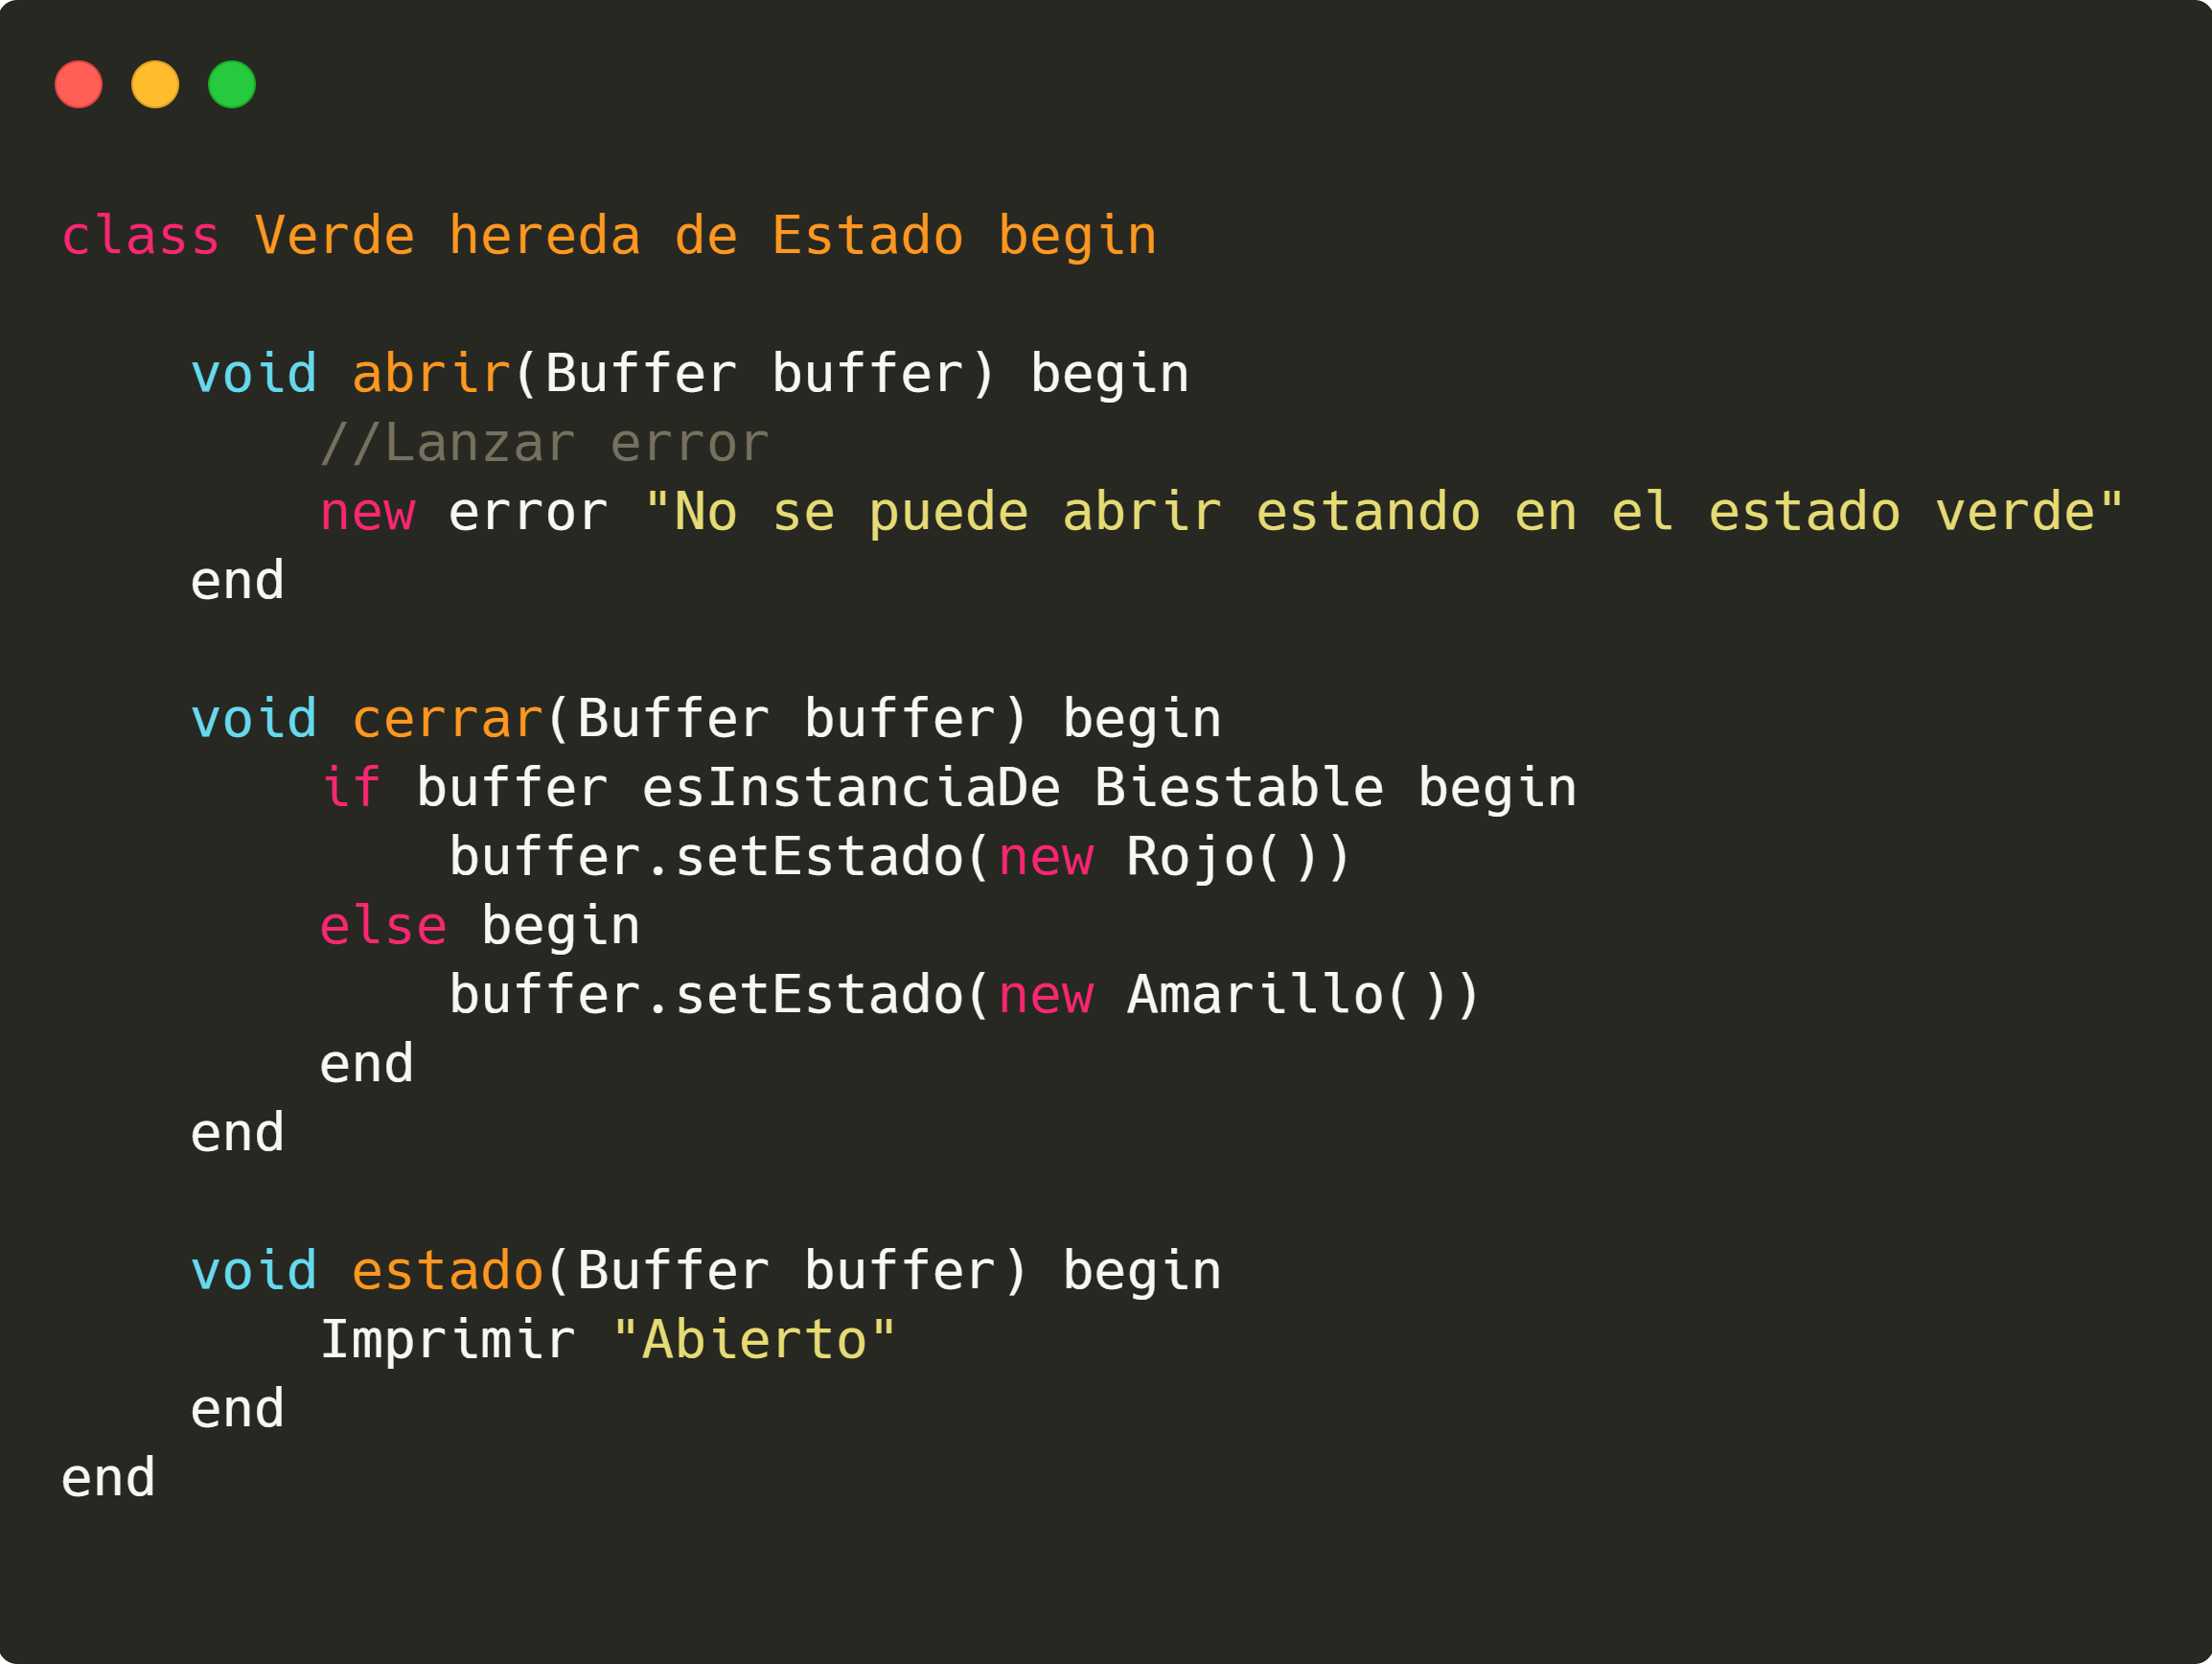 class Verde hereda de Estado begin
void abrir(Buffer buffer) begin
//Lanzar error
new error "No se puede abrir estando en el estado verde"
end
void cerrar(Buffer buffer) begin
if buffer esInstanciaDe Biestable begin
buffer.setEstado(new Rojo())
else begin
buffer.setEstado(new Amarillo())
end
end
void estado(Buffer buffer) begin
Imprimir "Abierto"
end
end